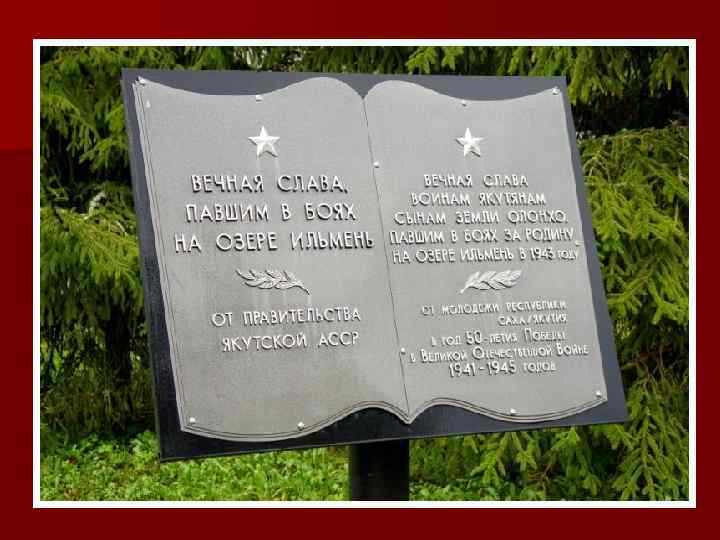 ВЕЧНАЯ СЛАВА,
ПАВШИМ В БОЯХ
НА ОЗЕРЕ ИЛЬМЕНЬ
ОТ ПРАВИТЕЛЬСТВА
ЯКУТСКОЙ АССР
ВЕЧНАЯ СЛАВА
ВОИНАМ ЯКУТЯНАМ
СЫНАМ ЗЕМЛИ ОЛОНХО,
ПАВШИМ В БОЯХ ЗА РОДИНУ
НА ОЗЕРЕ ИЛЬМЕНЬ В 1943 ГОДУ
ОТ МОЛОДЕЖИ РЕСПУБЛИКИ
САХА/ЯКУТИЯ
В ГОД 50-ЛЕТИЯ ПОБЕДЫ
В ВЕЛИКОЙ ОТЕЧЕСТВЕННОЙ ВОЙНЕ
1941-1945 ГОДОВ